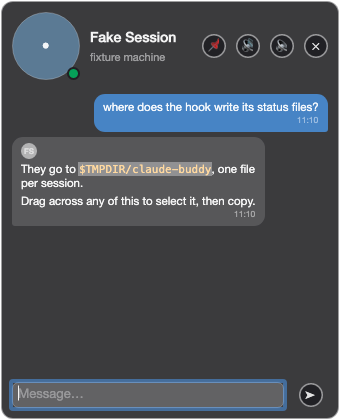 Fake Session
fixture machine
where does the hook write its status files?
11:10
FS
They go to $TMPDIR/claude-buddy, one file
per session.
Drag across any of this to select it, then copy.
11:10
Message…